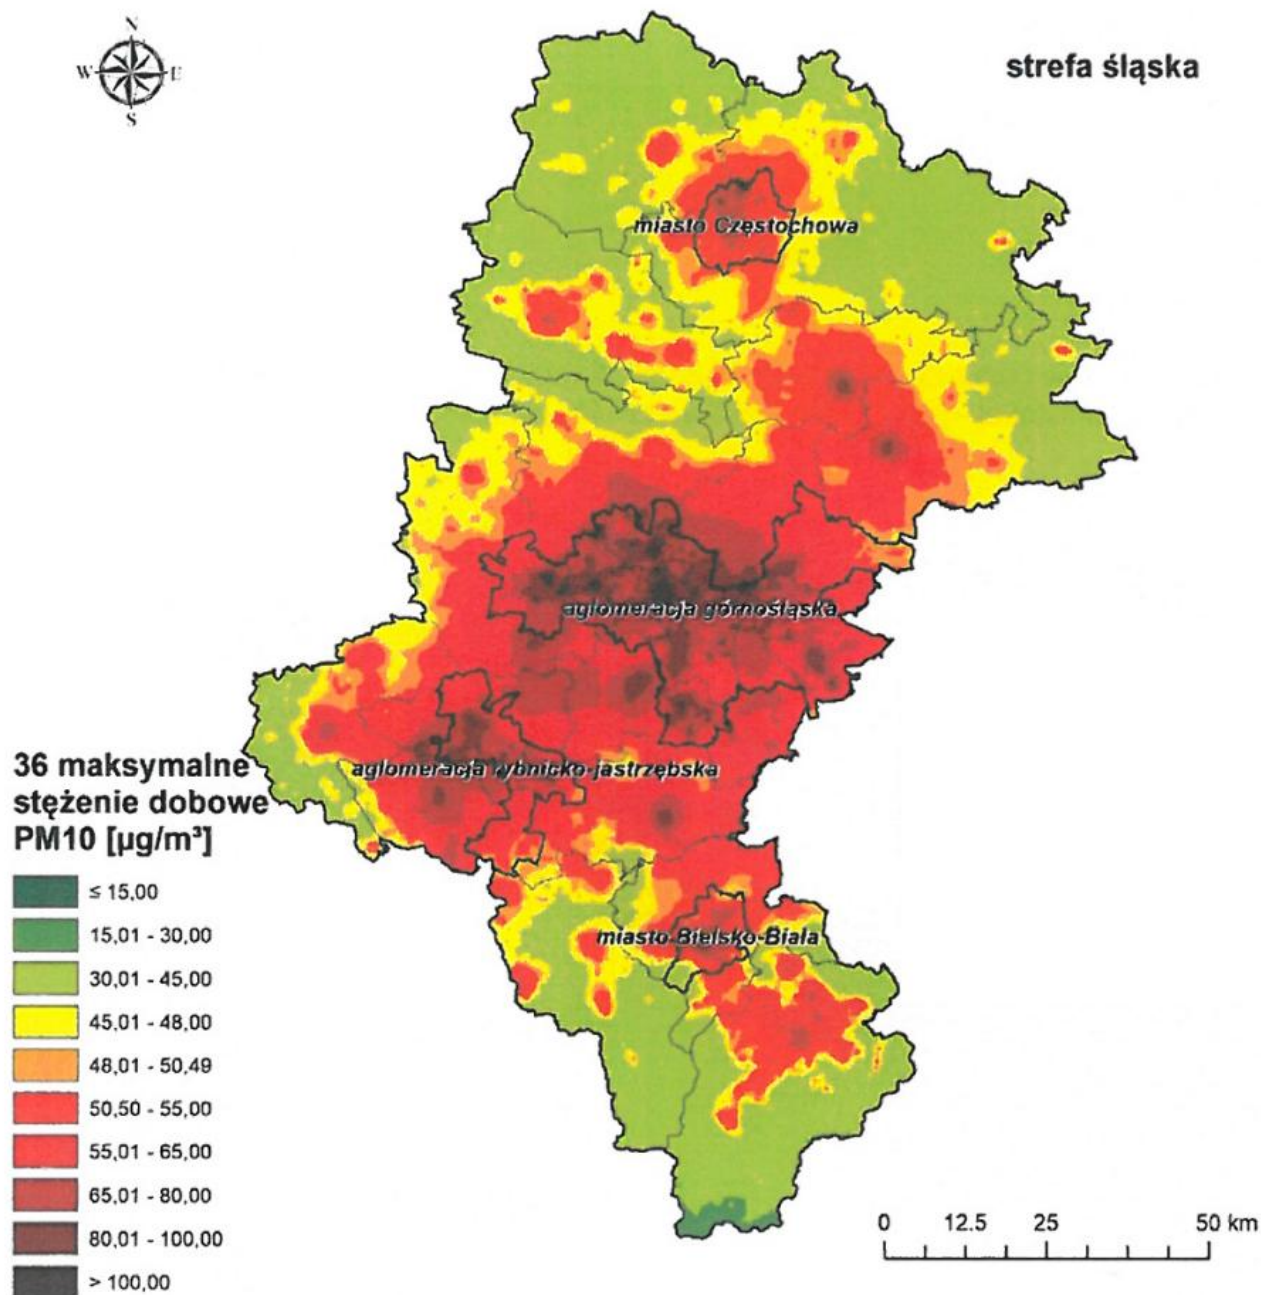 N
W E
S
strefa śląska
miasto Częstochowa
aglomeracja górnośląska
aglomeracja rybnicko-jastrzębska
miasto Bielsko-Biała
36 maksymalne
stężenie dobowe
PM10 [µg/m³]
≤ 15,00
15,01 - 30,00
30,01 - 45,00
45,01 - 48,00
48,01 - 50,49
50,50 - 55,00
55,01 - 65,00
65,01 - 80,00
80,01 - 100,00
> 100,00
0 12.5 25 50 km